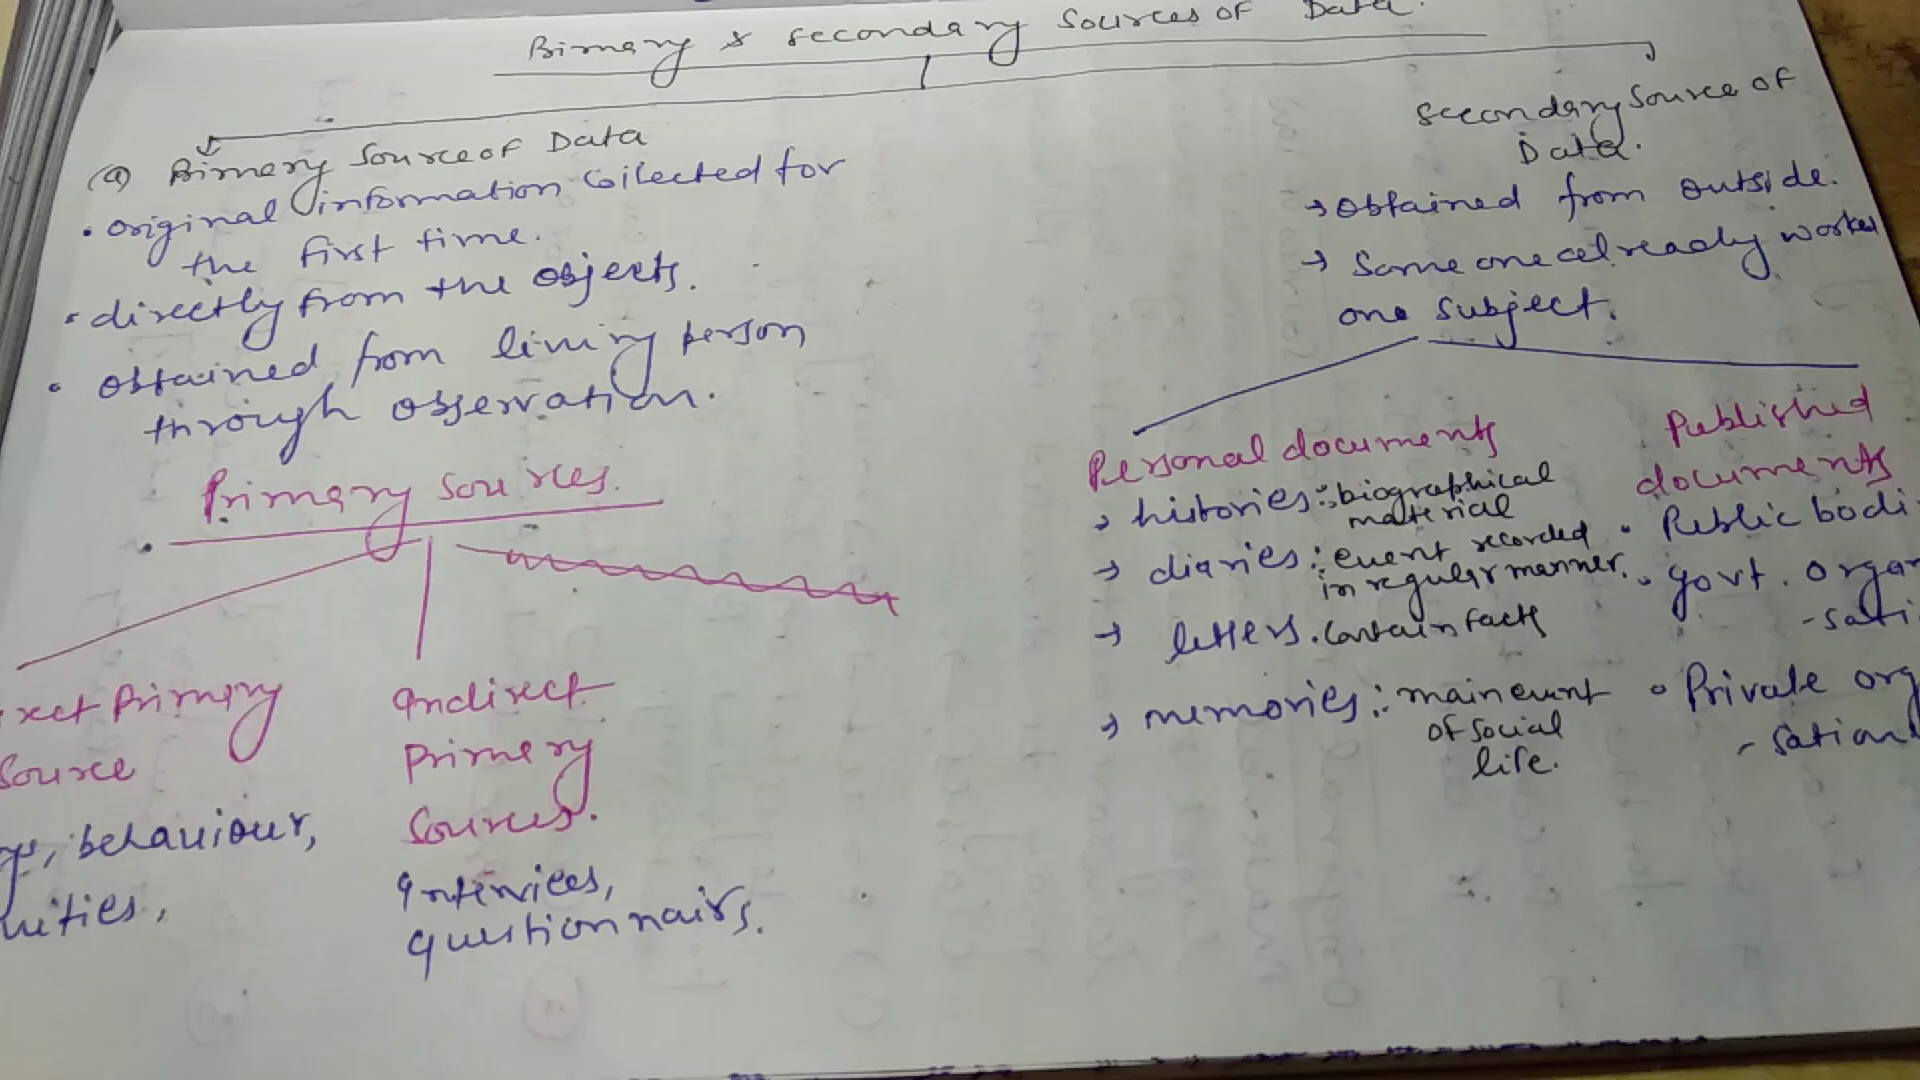 Primary & secondary Sources OF Data.
(a) Primary Source OF Data
• original information Collected for
the first time.
• directly from the objects.
• obtained from living person
through observation.
Primary Sources.
rect Primary
Source
behaviour,
Indirect
Primary
Sources.
questionnairs.
Secondary Source OF
Data.
→ obtained from outside.
→ Some one already worked
one subject.
Personal documents
→ histories: biographical
material
→ diaries: event recorded
in regular manner.
→ letters. Contain facts
→ memories: main event
OF Social
life.
Published
documents
• Public bodi
• govt. organ
-sati
• Private org
-sation